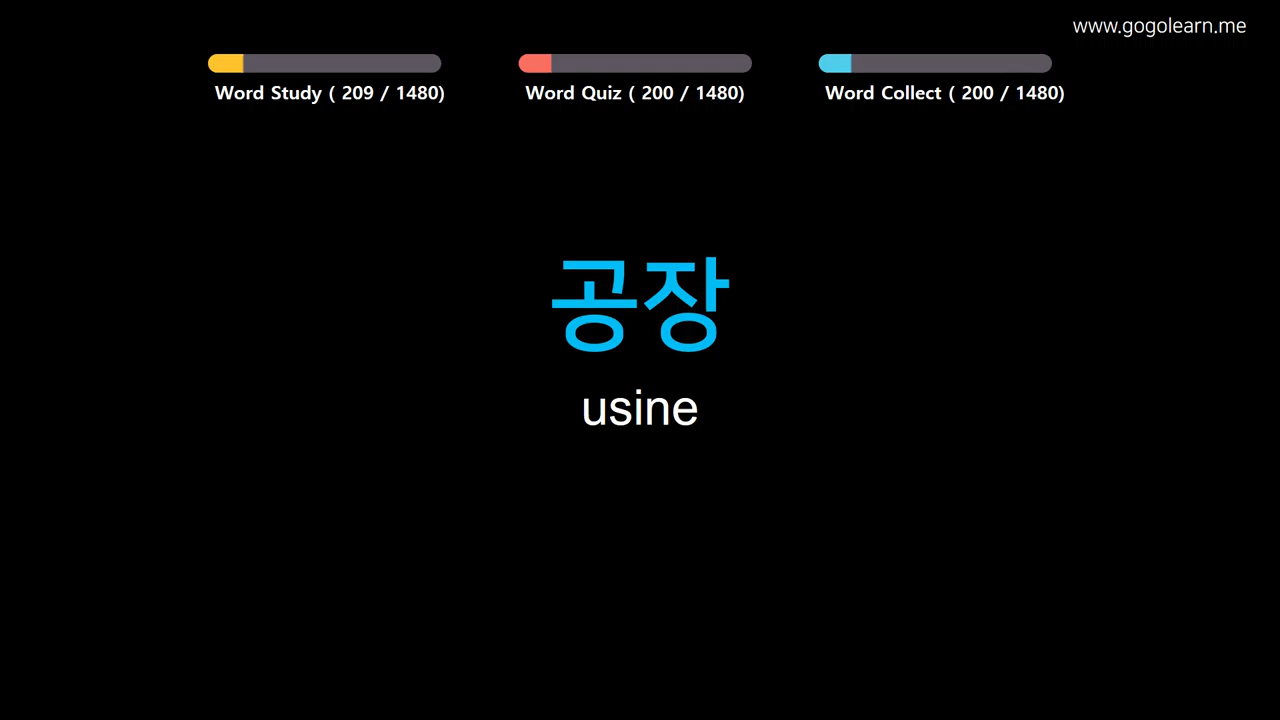 www.gogolearn.me
Word Study ( 209 / 1480)
Word Quiz ( 200 / 1480)
Word Collect ( 200 / 1480)
공장
usine